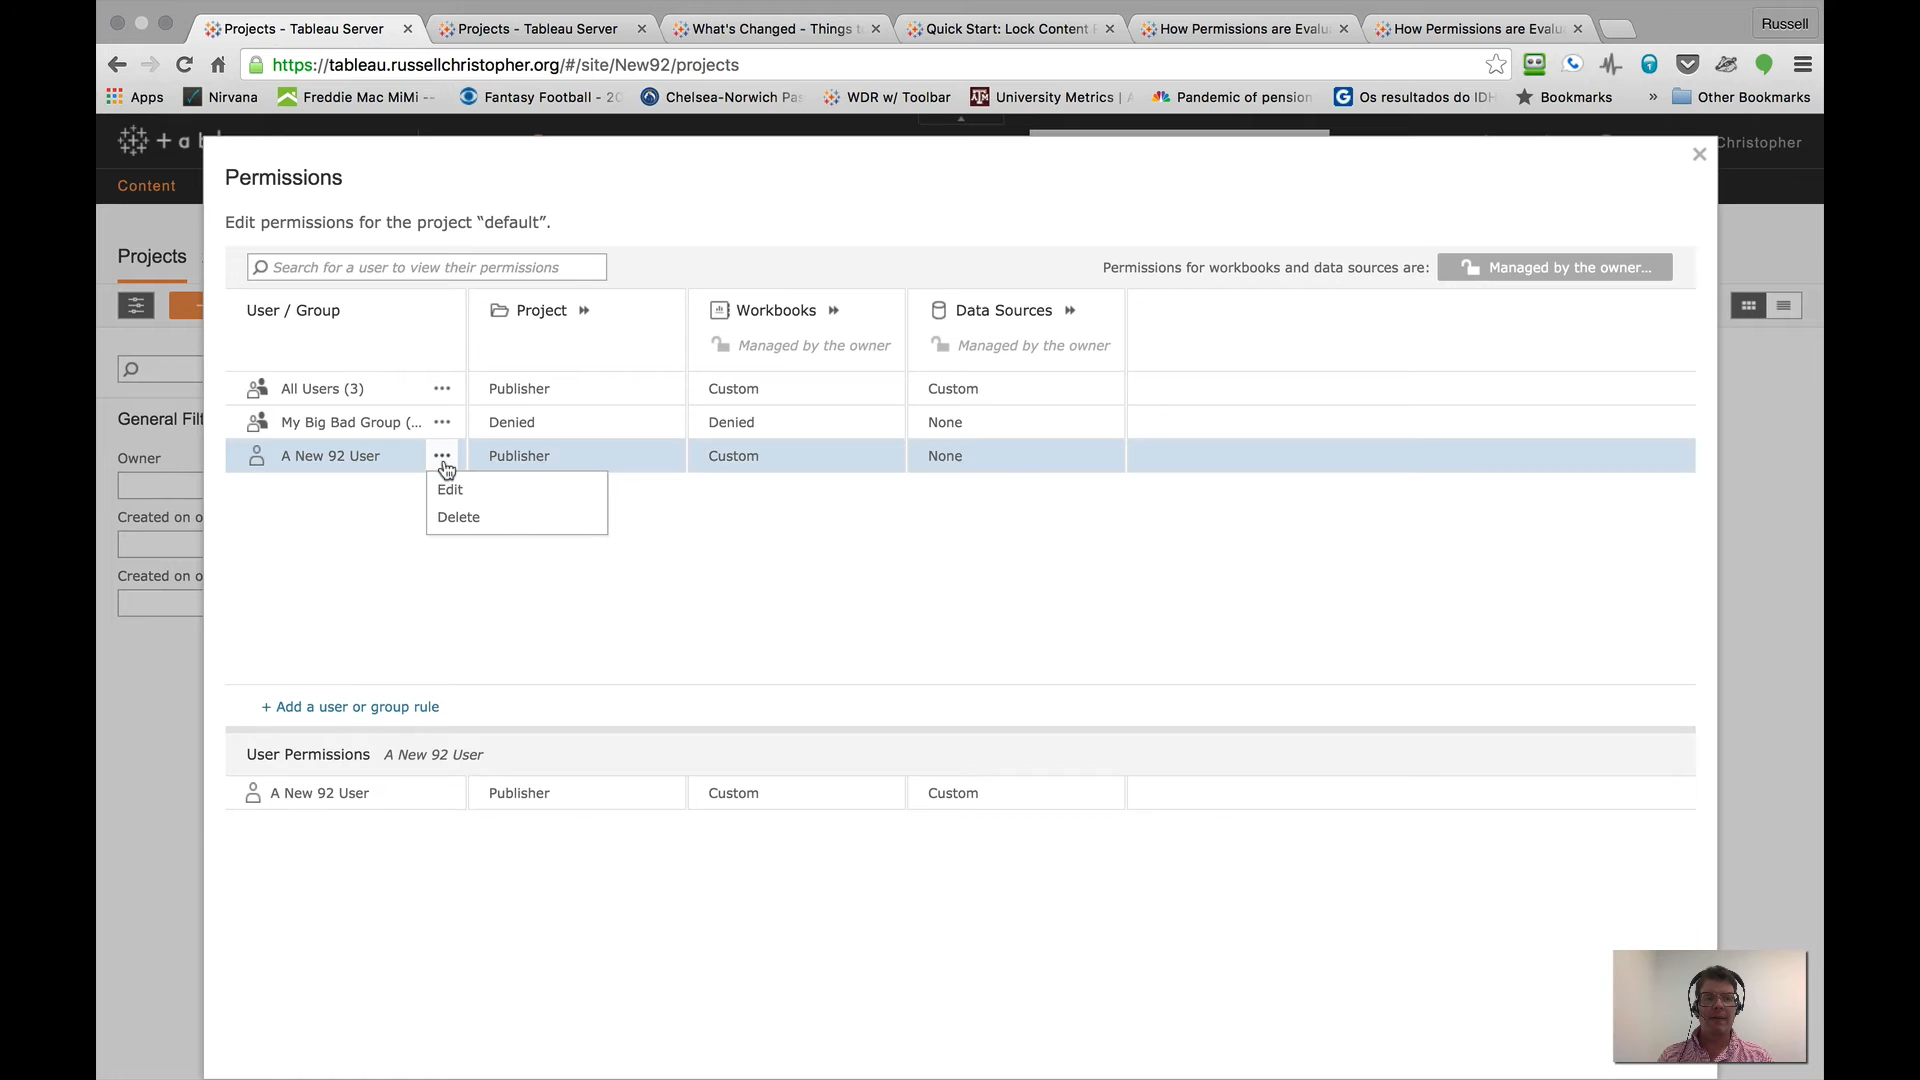 Projects - Tableau Server
Projects - Tableau Server
What's Changed - Things t
Quick Start: Lock Content
How Permissions are Evalu
How Permissions are Evalu
Russell
https://tableau.russellchristopher.org/#/site/New92/projects
Apps
Nirvana
Freddie Mac MiMi --
Fantasy Football - 20
Chelsea-Norwich Pas
WDR w/ Toolbar
University Metrics |
Pandemic of pension
Os resultados do IDH
Bookmarks
»
Other Bookmarks
+ a b
Christopher
Content
Projects
General Filt
Owner
Created on o
Created on o
Permissions
Edit permissions for the project “default”.
Search for a user to view their permissions
Permissions for workbooks and data sources are:
Managed by the owner...
User / Group
Project
Workbooks
Data Sources
Managed by the owner
Managed by the owner
All Users (3) ••• Publisher Custom Custom
My Big Bad Group (... ••• Denied Denied None
A New 92 User ••• Publisher Custom None
Edit
Delete
+ Add a user or group rule
User Permissions A New 92 User
A New 92 User Publisher Custom Custom